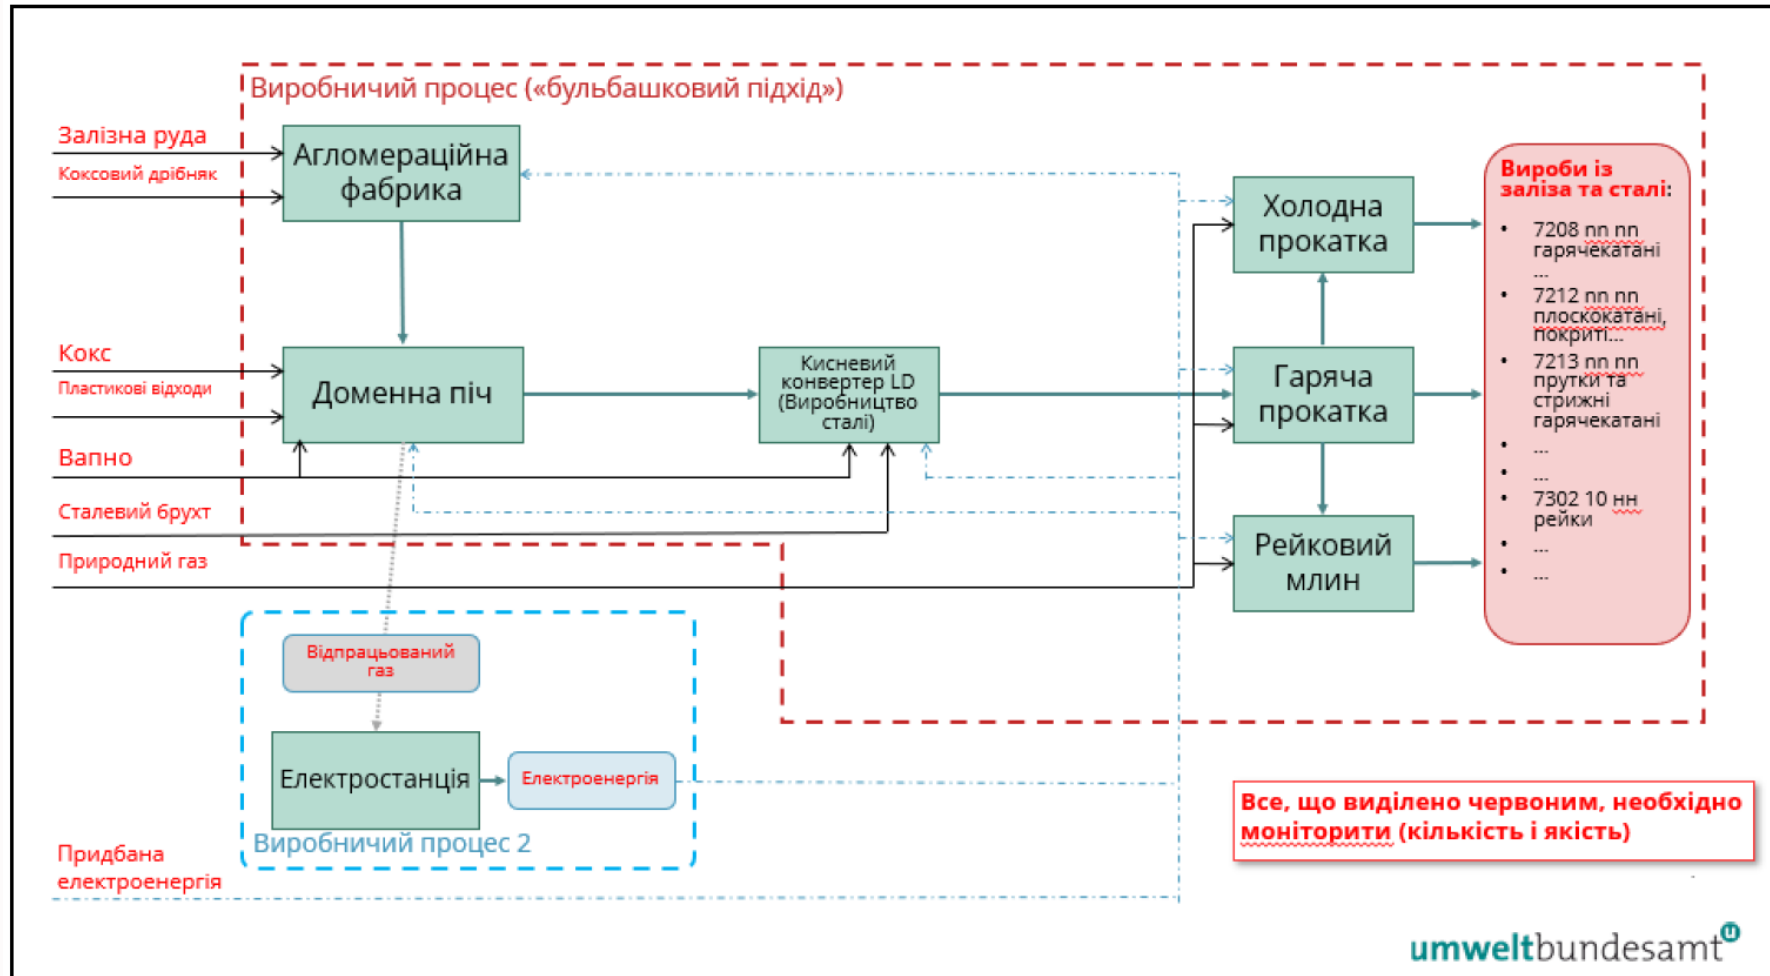 Виробничий процес («бульбашковий підхід»)
Залізна руда
Коксовий дрібняк
Агломераційна
фабрика
Кокс
Пластикові відходи
Доменна піч
Кисневий
конвертер LD
(Виробництво
сталі)
Вапно
Сталевий брухт
Природний газ
Холодна
прокатка
Гаряча
прокатка
Рейковий
млин
Вироби із
заліза та сталі:
• 7208 nn nn
гарячекатані
...
• 7212 nn nn
плоскокатані,
покриті...
• 7213 nn nn
прутки та
стрижні
гарячекатані
• ...
• ...
• 7302 10 нн
рейки
• ...
• ...
Відпрацьований
газ
Електростанція
Електроенергія
Виробничий процес 2
Придбана
електроенергія
Все, що виділено червоним, необхідно
моніторити (кількість і якість)
umweltbundesamt
u